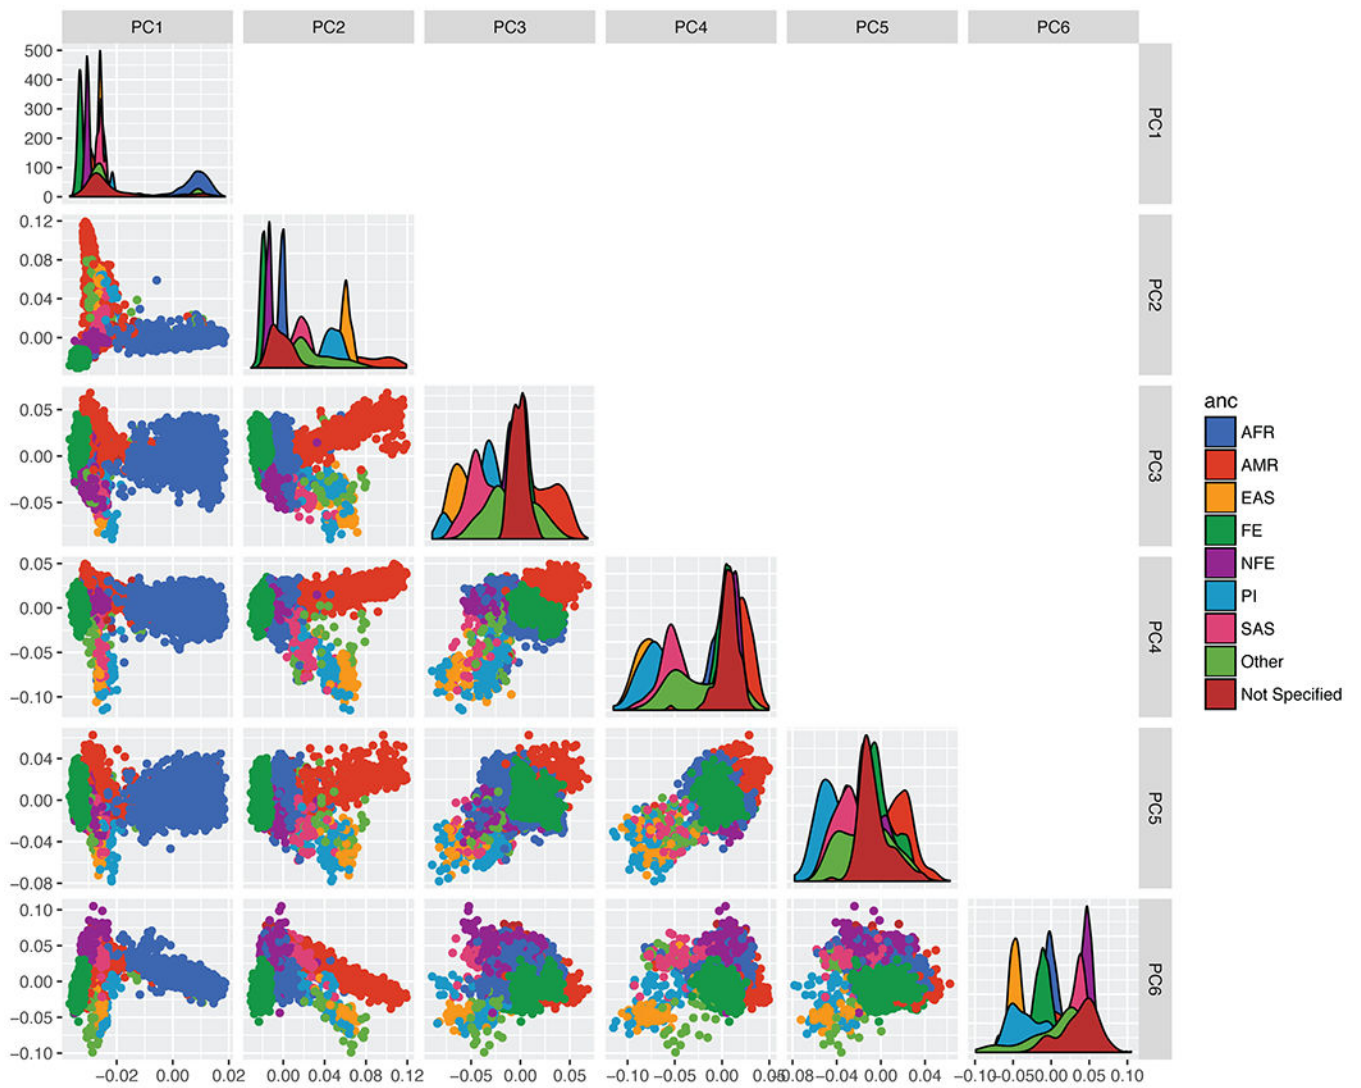 PC1 PC2 PC3 PC4 PC5 PC6
500
400
300
200
100
0
PC1
0.12
0.08
0.04
0.00
PC2
0.05
0.00
−0.05
PC3
0.05
0.00
−0.05
−0.10
PC4
0.04
0.00
−0.04
−0.08
PC5
0.10
0.05
0.00
−0.05
−0.10
PC6
−0.02 0.00 0.02
0.00 0.04 0.08 0.12
−0.05 0.00 0.05
−0.10 −0.05 0.00 0.05
−0.08 −0.04 0.00 0.04
−0.10 −0.05 0.00 0.05 0.10
anc
AFR
AMR
EAS
FE
NFE
PI
SAS
Other
Not Specified